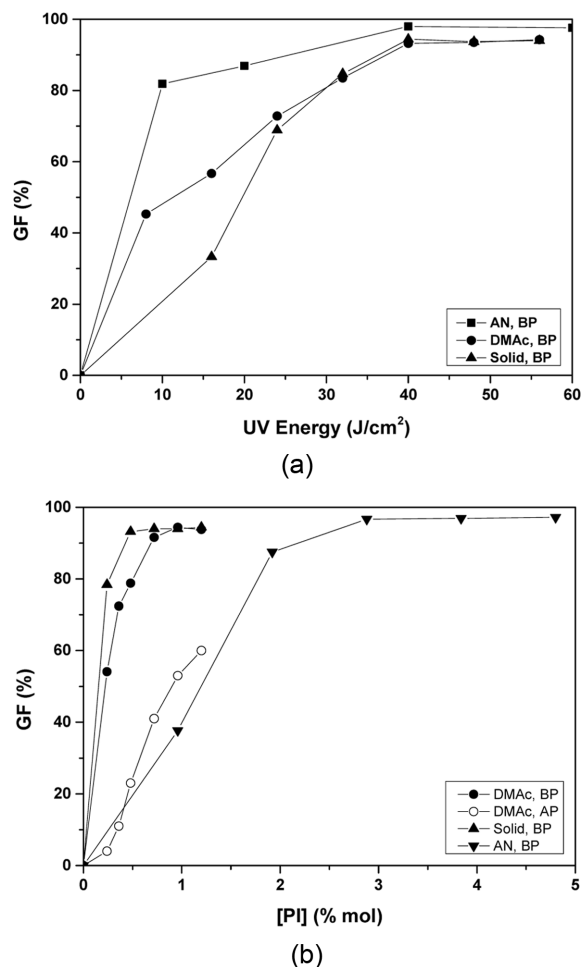 100
80
60
40
20
0
GF (%)
0 10 20 30 40 50 60
UV Energy (J/cm²)
AN, BP
DMAc, BP
Solid, BP
(a)
100
80
60
40
20
0
GF (%)
0 1 2 3 4 5
[PI] (% mol)
DMAc, BP
DMAc, AP
Solid, BP
AN, BP
(b)